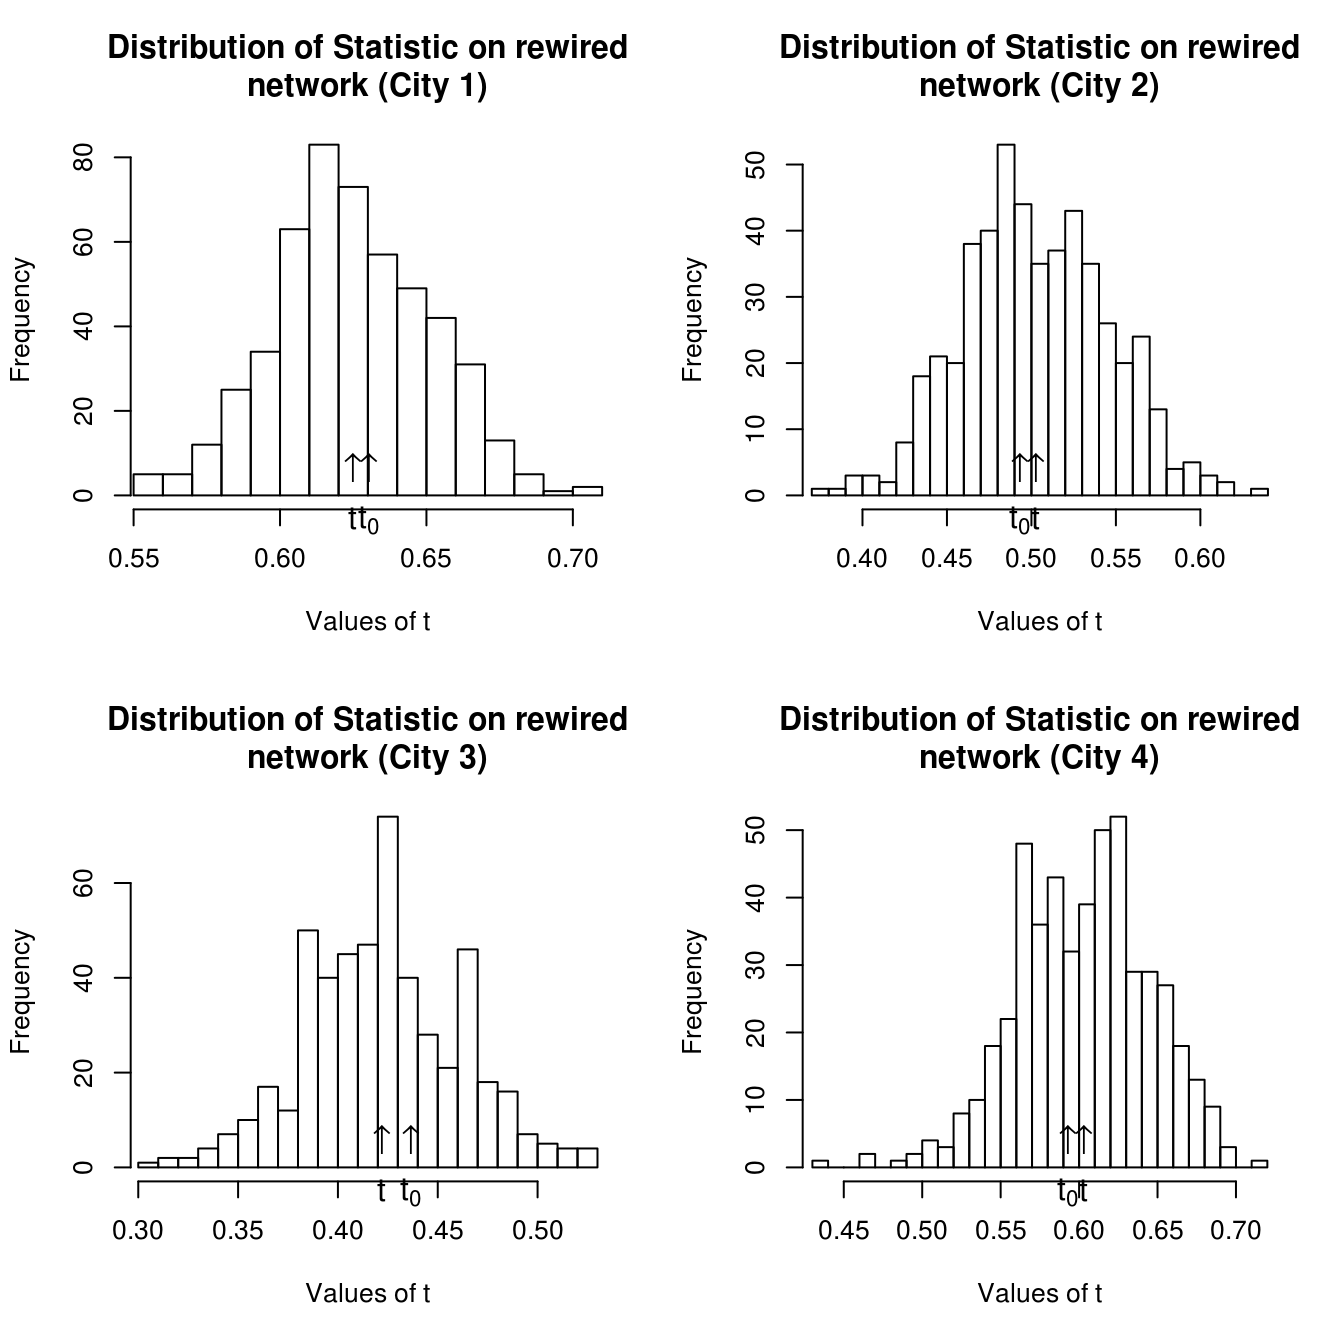 Distribution of Statistic on rewired
network (City 1)
Frequency
0 20 40 60 80
t t0
0.55 0.60 0.65 0.70
Values of t
Distribution of Statistic on rewired
network (City 2)
Frequency
0 10 20 30 40 50
t0 t
0.40 0.45 0.50 0.55 0.60
Values of t
Distribution of Statistic on rewired
network (City 3)
Frequency
0 20 40 60
t t0
0.30 0.35 0.40 0.45 0.50
Values of t
Distribution of Statistic on rewired
network (City 4)
Frequency
0 10 20 30 40 50
t0 t
0.45 0.50 0.55 0.60 0.65 0.70
Values of t